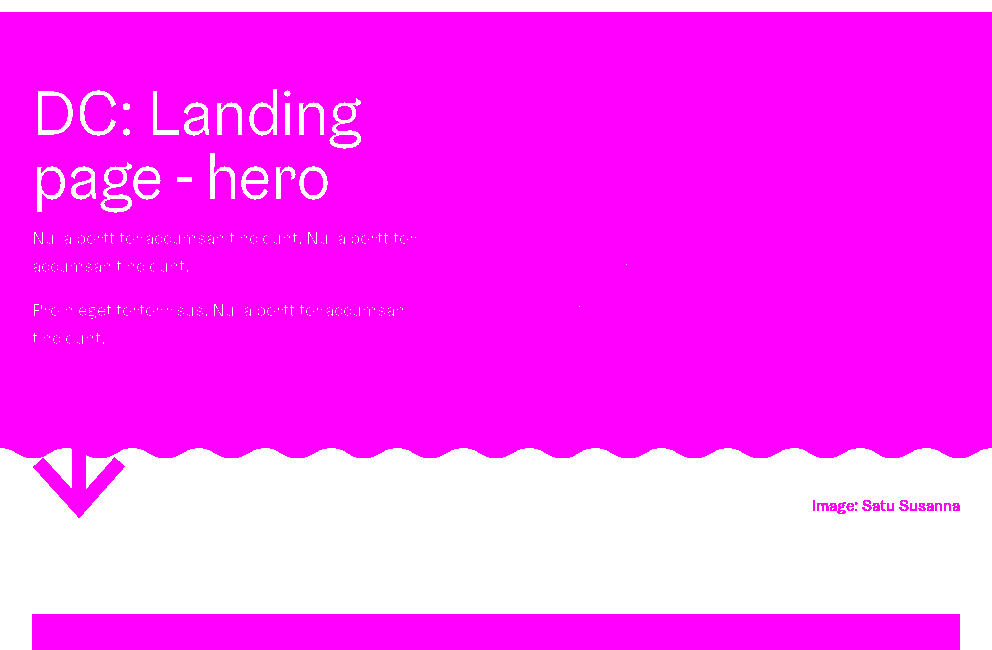 DC: Landing
page - hero
Nulla porttitor accumsan tincidunt. Nulla porttitor
accumsan tincidunt.
Proin eget tortor risus. Nulla porttitor accumsan
tincidunt.
Image: Satu Susanna